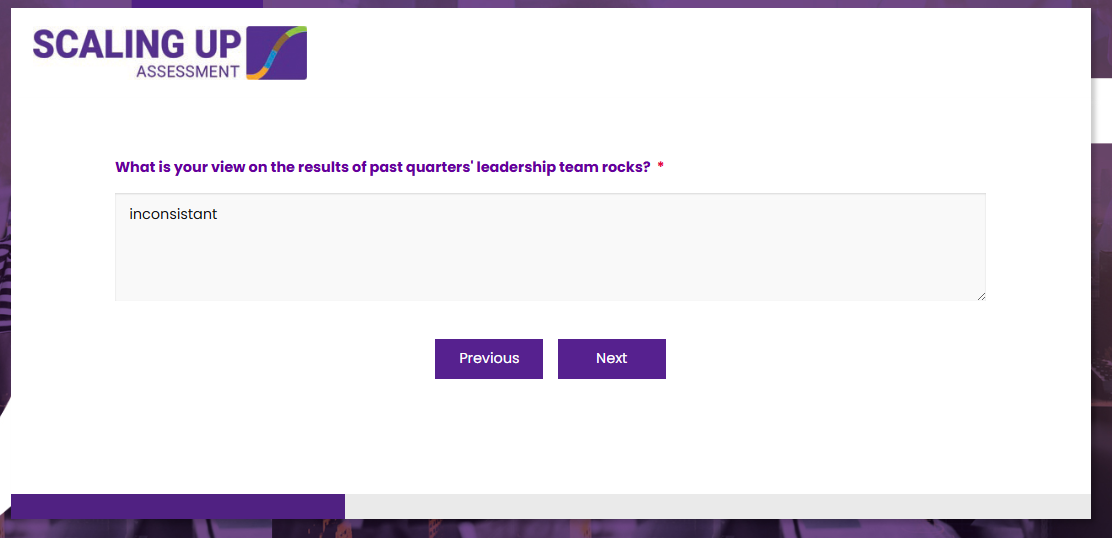 SCALING UP
ASSESSMENT
What is your view on the results of past quarters' leadership team rocks? *
inconsistant
Previous
Next